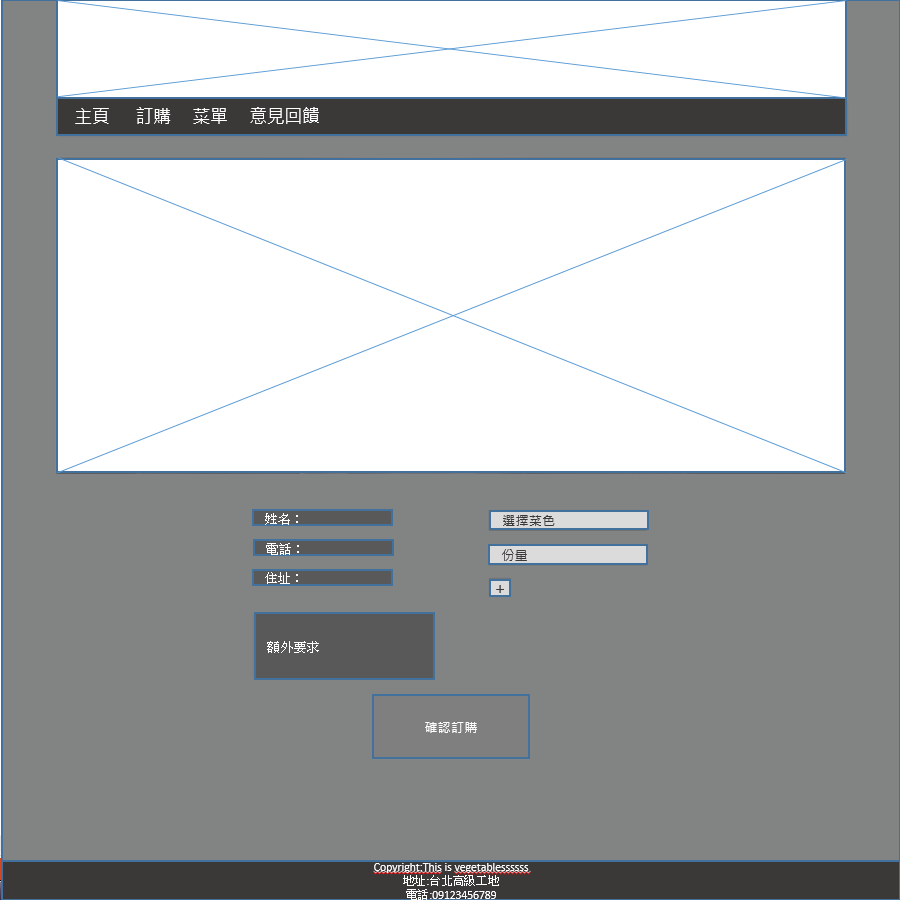 主頁 訂購 菜單 意見回饋
姓名：
電話：
住址：
選擇菜色
份量
+
額外要求
確認訂購
Copyright:This is vegetablessssss
地址:台北高級工地
電話:09123456789